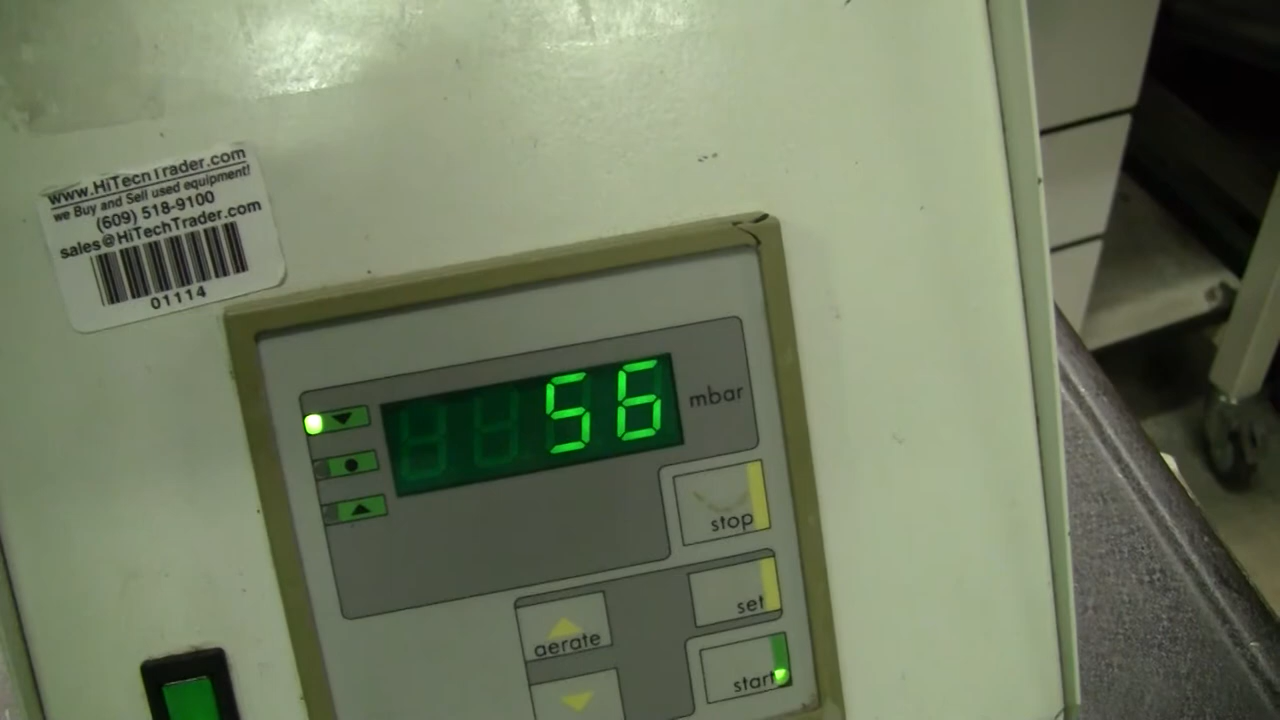 www.HiTechTrader.com
we Buy and Sell used equipment!
(609) 518-9100
sales@HiTechTrader.com
01114
56 mbar
stop
set
aerate
start